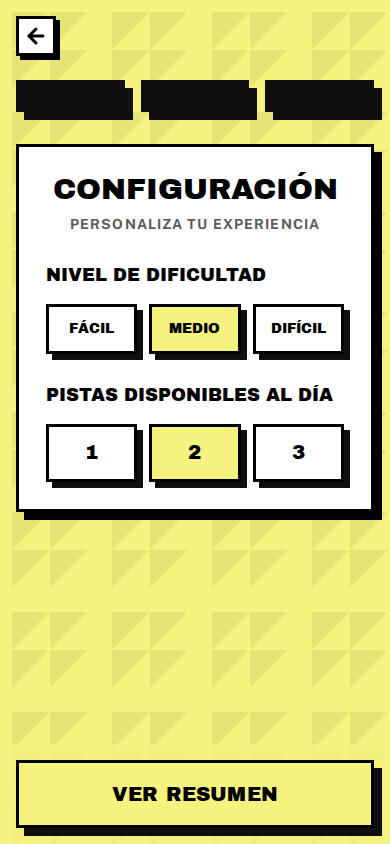 CONFIGURACIÓN
PERSONALIZA TU EXPERIENCIA
NIVEL DE DIFICULTAD
FÁCIL MEDIO DIFÍCIL
PISTAS DISPONIBLES AL DÍA
1 2 3
VER RESUMEN